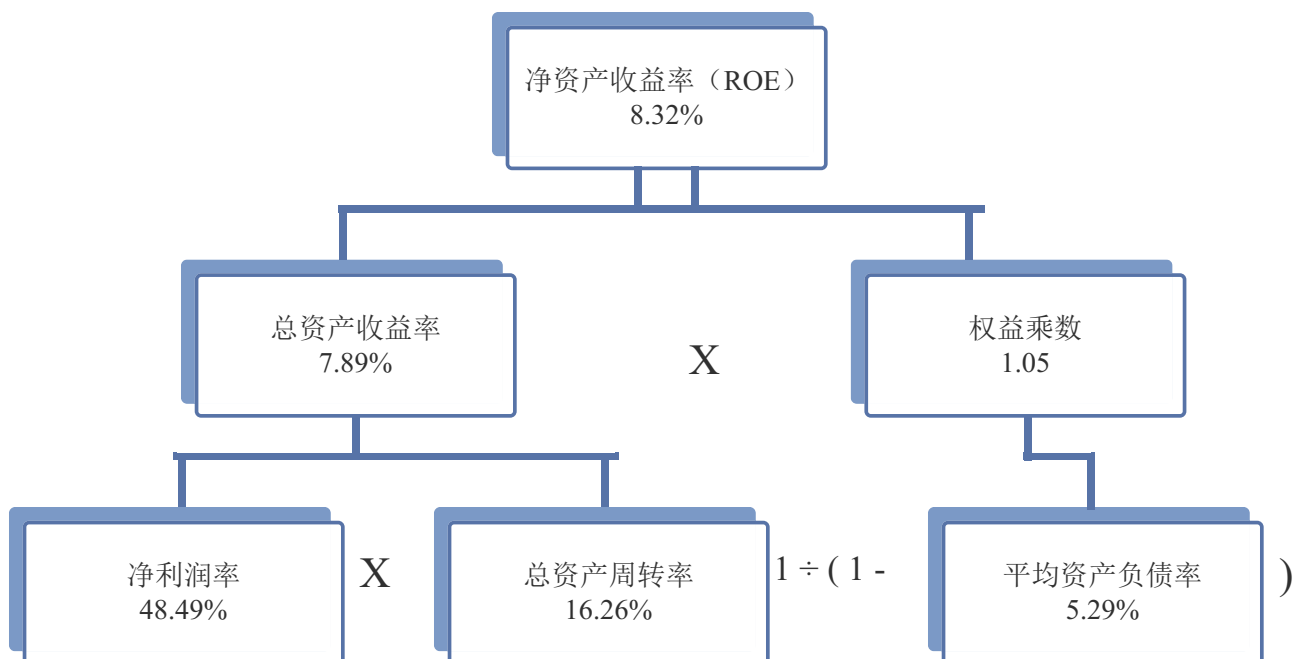 净资产收益率（ROE）
8.32%
总资产收益率
7.89%
X
权益乘数
1.05
净利润率
48.49%
X
总资产周转率
16.26%
1 ÷ ( 1 -
平均资产负债率
5.29%
)